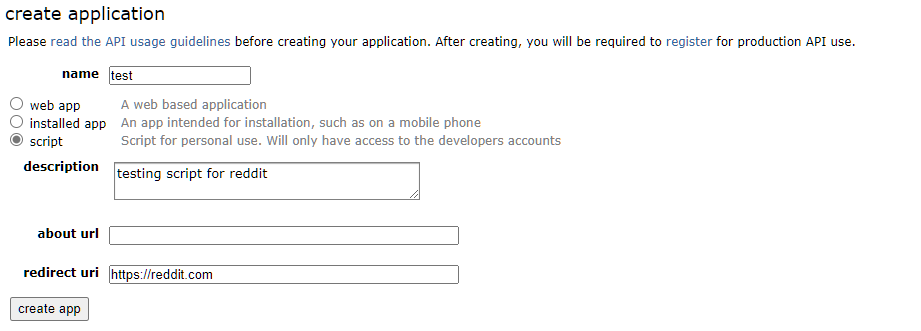 create application
Please read the API usage guidelines before creating your application. After creating, you will be required to register for production API use.
name test
web app A web based application
installed app An app intended for installation, such as on a mobile phone
script Script for personal use. Will only have access to the developers accounts
description testing script for reddit
about url
redirect uri https://reddit.com
create app